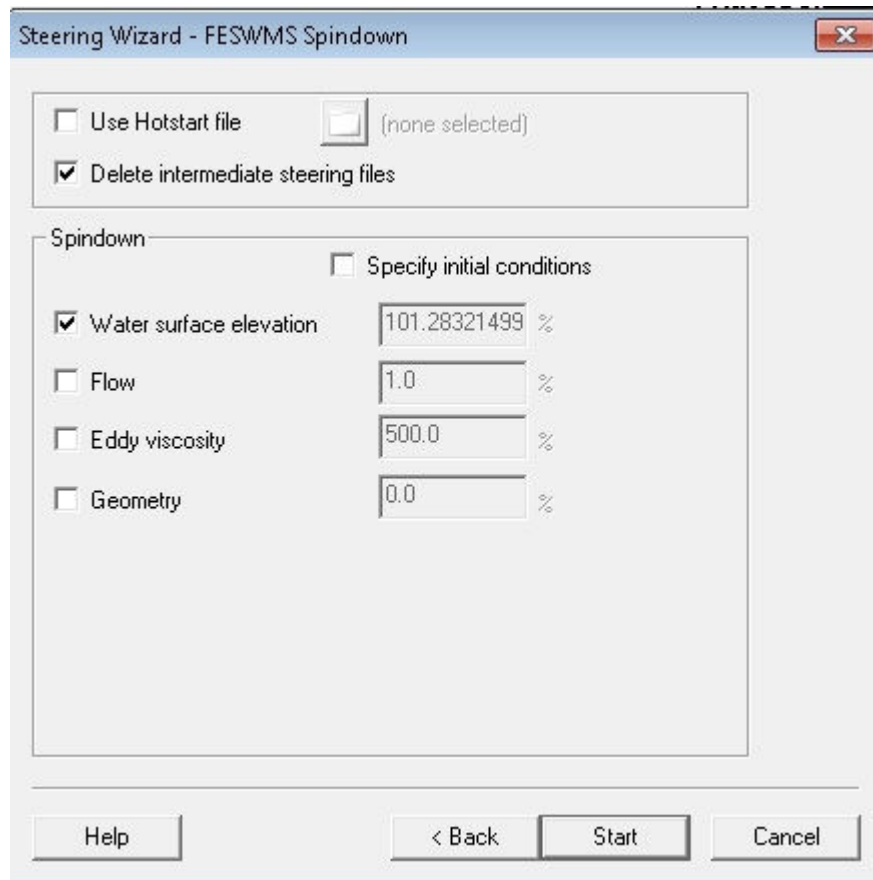 Steering Wizard - FESWMS Spindown
Use Hotstart file (none selected)
Delete intermediate steering files
Spindown
Specify initial conditions
Water surface elevation 101.28321499 %
Flow 1.0 %
Eddy viscosity 500.0 %
Geometry 0.0 %
Help < Back Start Cancel